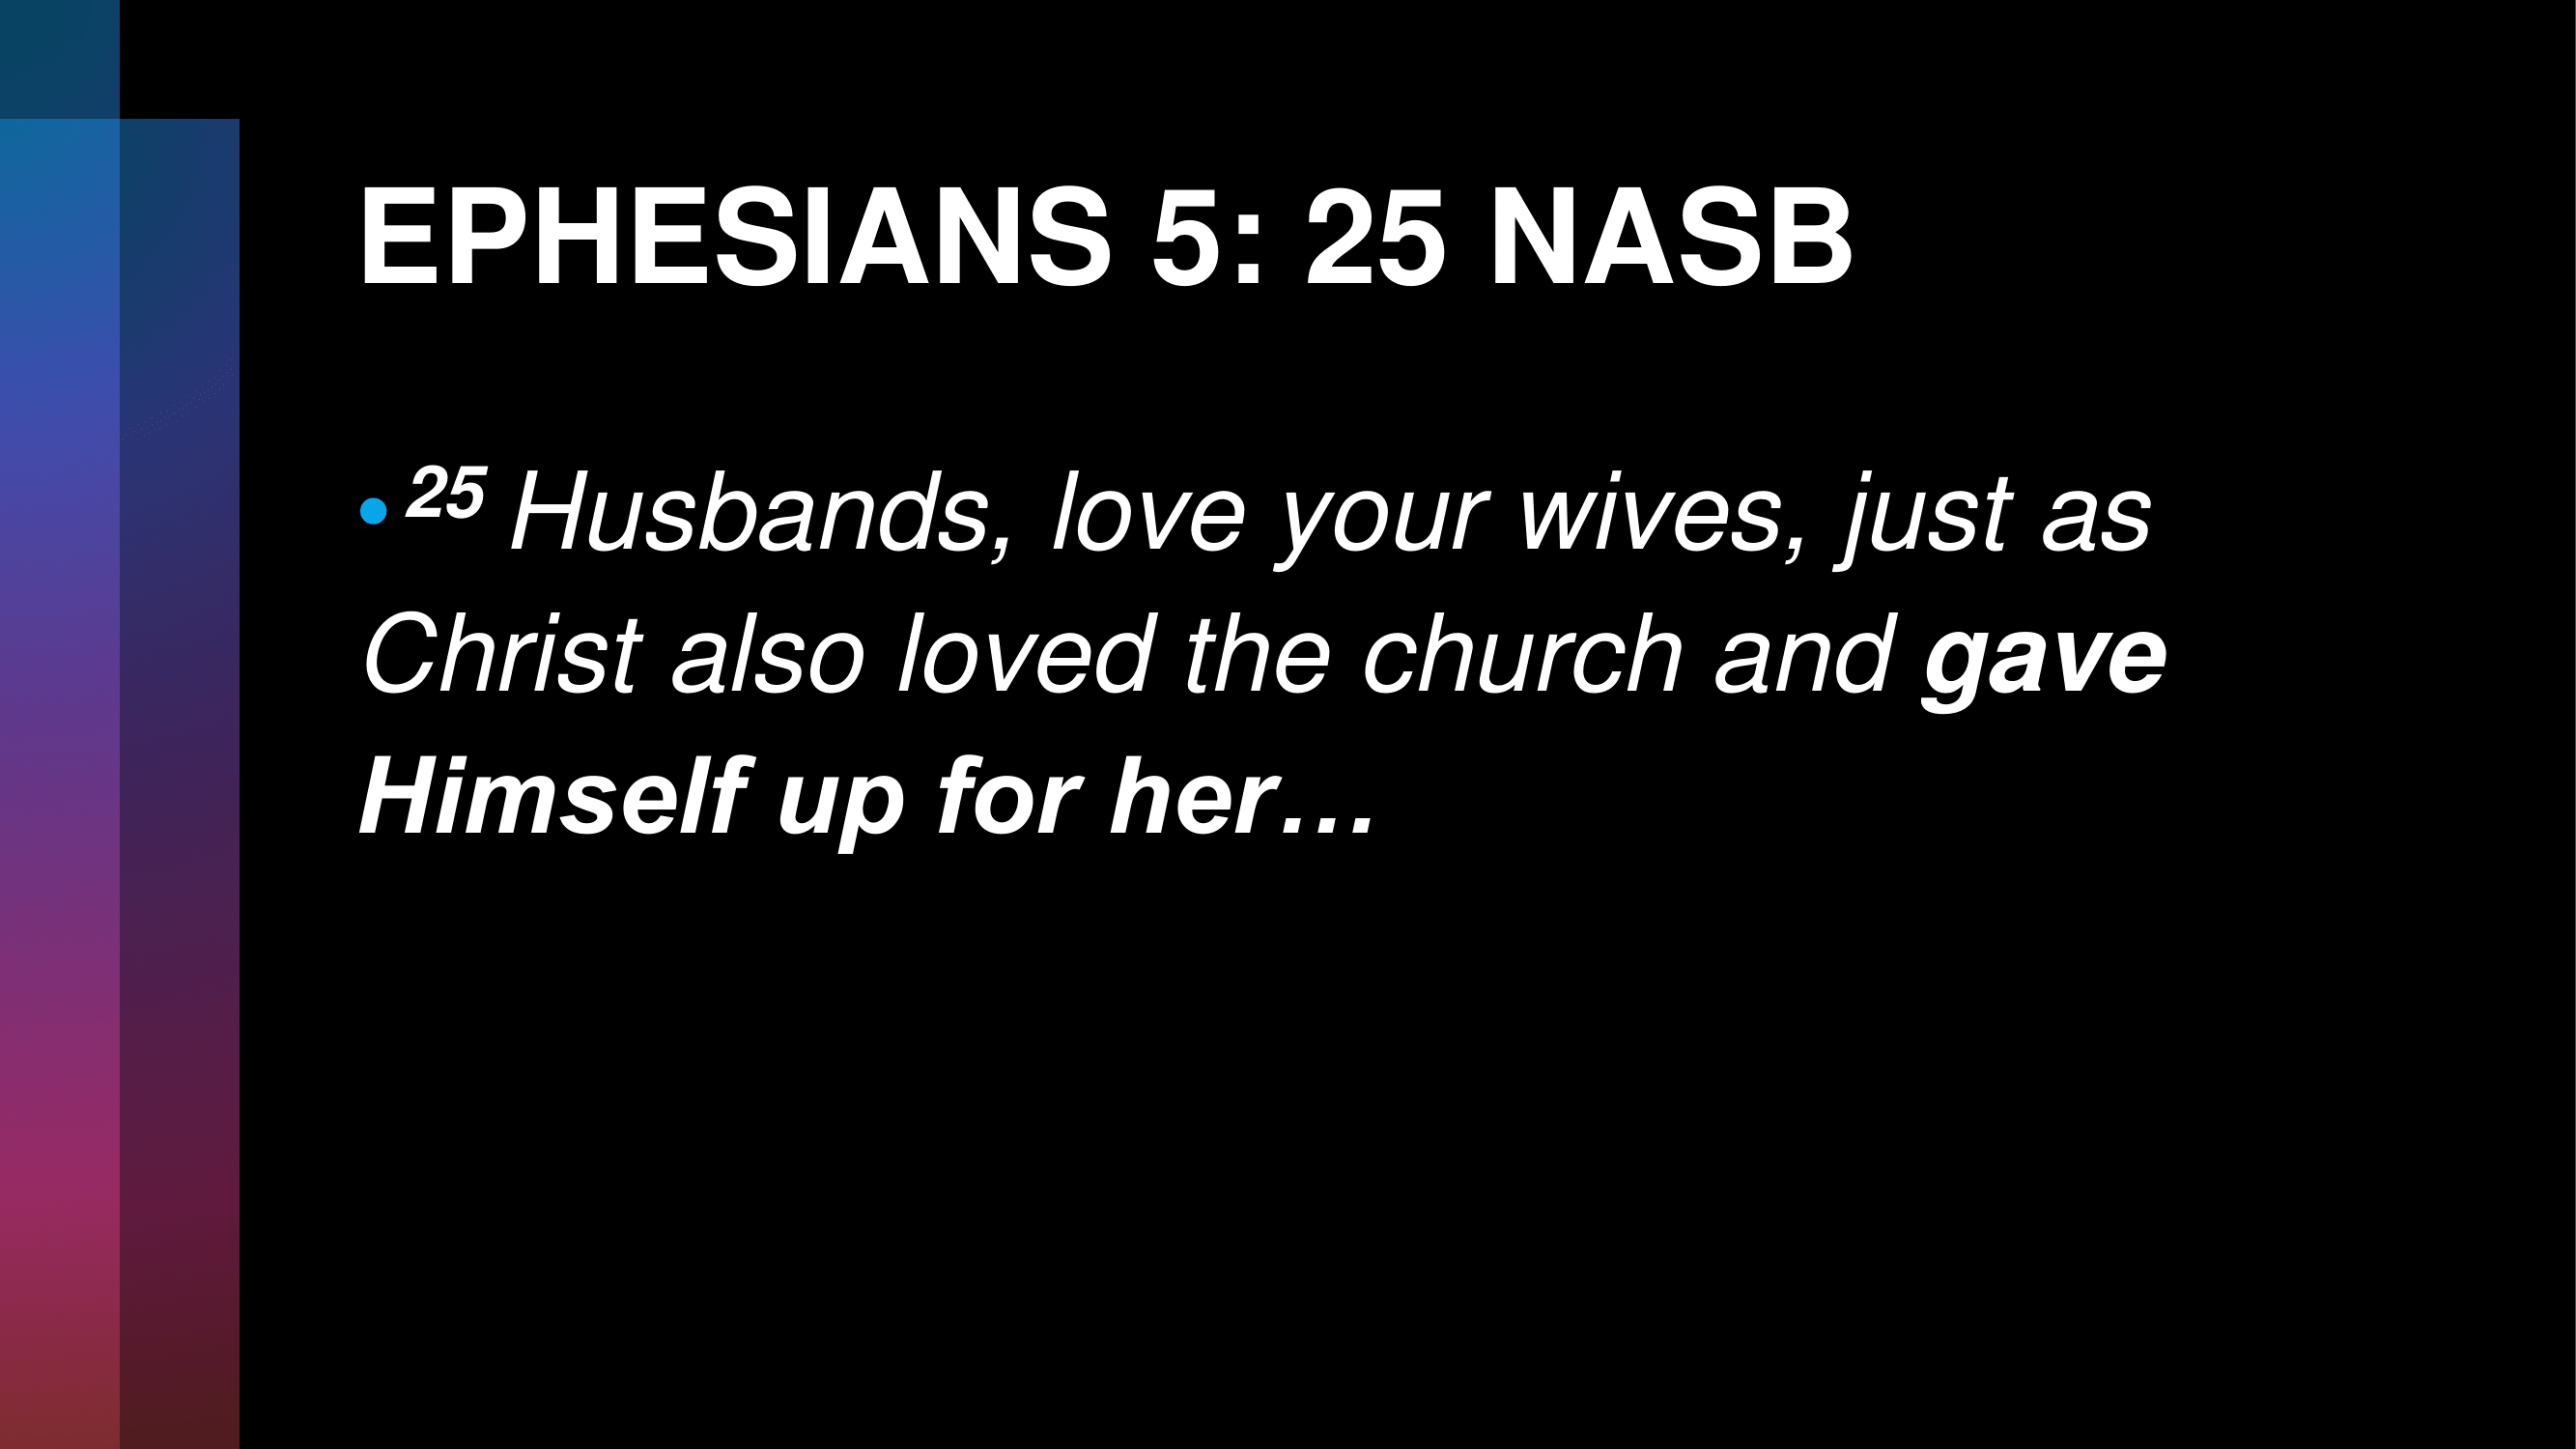 EPHESIANS 5: 25 NASB
• 25 Husbands, love your wives, just as
Christ also loved the church and gave
Himself up for her…